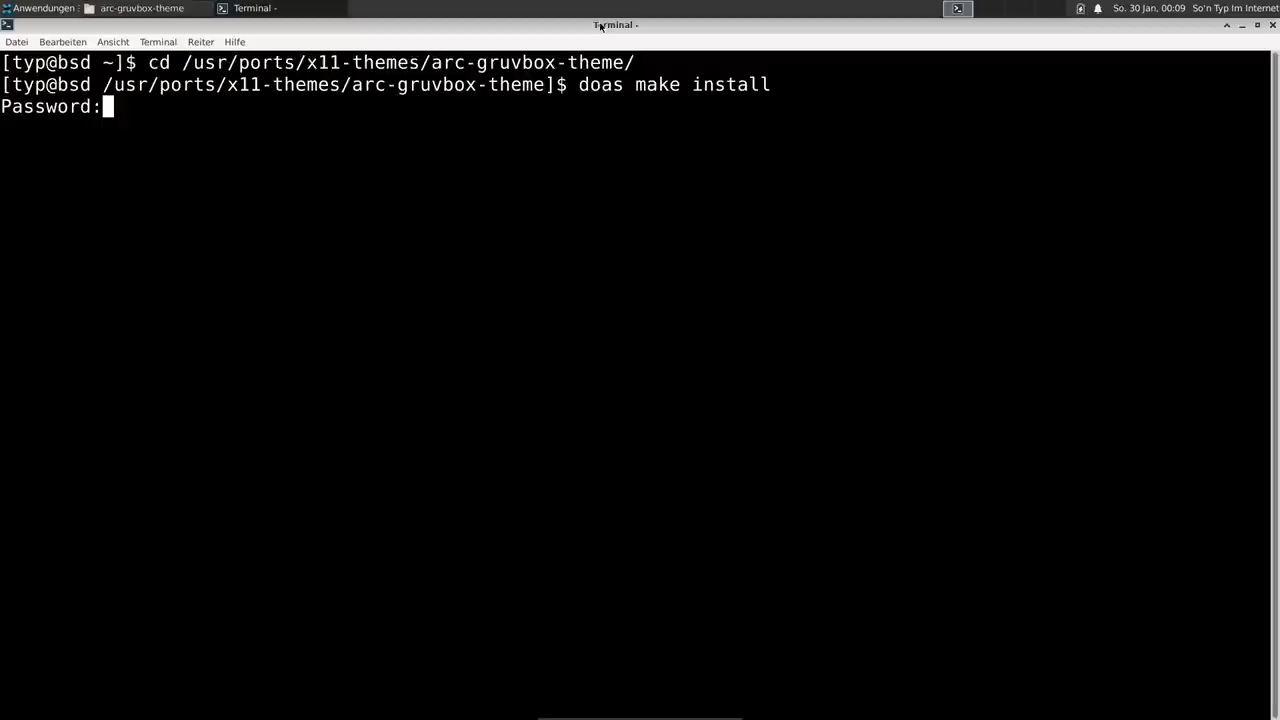 Anwendungen arc-gruvbox-theme Terminal - So. 30 Jan, 00:09 So'n Typ Im Internet
Terminal -
Datei Bearbeiten Ansicht Terminal Reiter Hilfe
[typ@bsd ~]$ cd /usr/ports/x11-themes/arc-gruvbox-theme/
[typ@bsd /usr/ports/x11-themes/arc-gruvbox-theme]$ doas make install
Password: